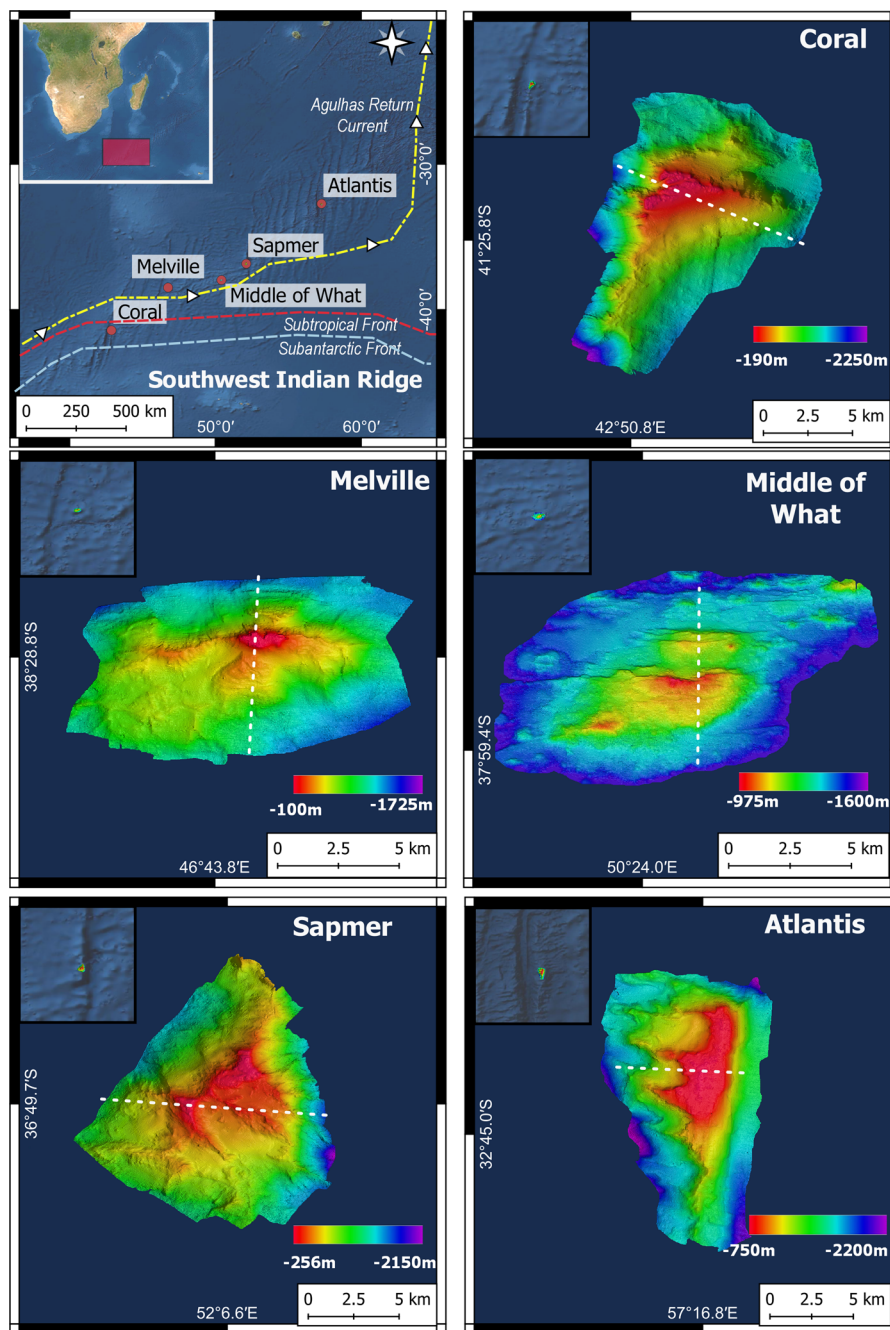 Agulhas Return
Current
-30°0'
Atlantis
Sapmer
Melville
Middle of What
Coral
-40°0'
Subtropical Front
Subantarctic Front
Southwest Indian Ridge
0 250 500 km
50°0' 60°0'
Coral
41°25.8'S
-190m -2250m
0 2.5 5 km
42°50.8'E
Melville
38°28.8'S
-100m -1725m
0 2.5 5 km
46°43.8'E
Middle of
What
37°59.4'S
-975m -1600m
0 2.5 5 km
50°24.0'E
Sapmer
36°49.7'S
-256m -2150m
0 2.5 5 km
52°6.6'E
Atlantis
32°45.0'S
-750m -2200m
0 2.5 5 km
57°16.8'E